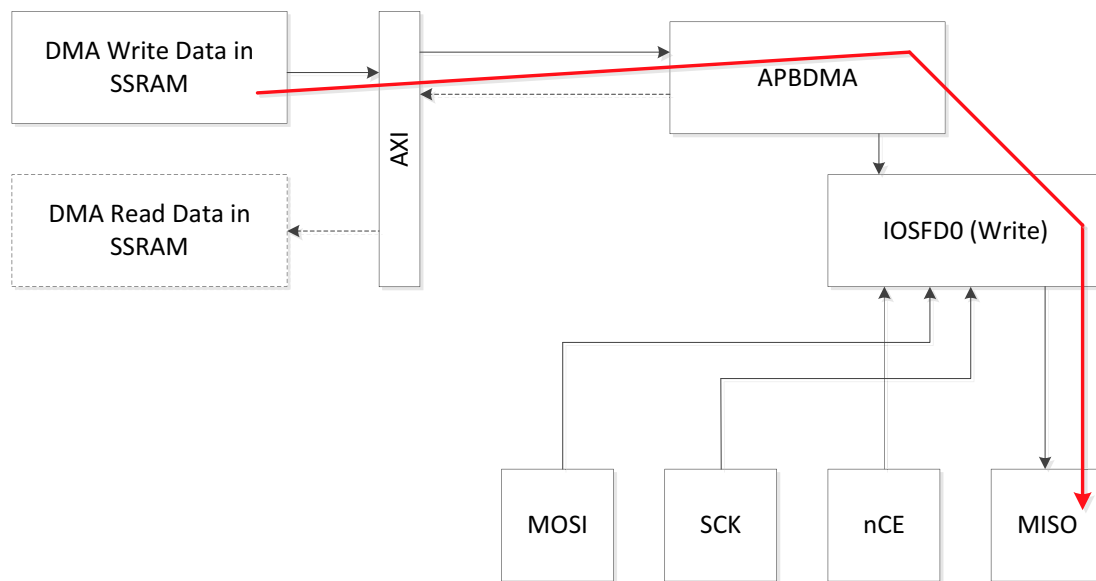 DMA Write Data in
SSRAM
APBDMA
AXI
DMA Read Data in
SSRAM
IOSFD0 (Write)
MOSI
SCK
nCE
MISO